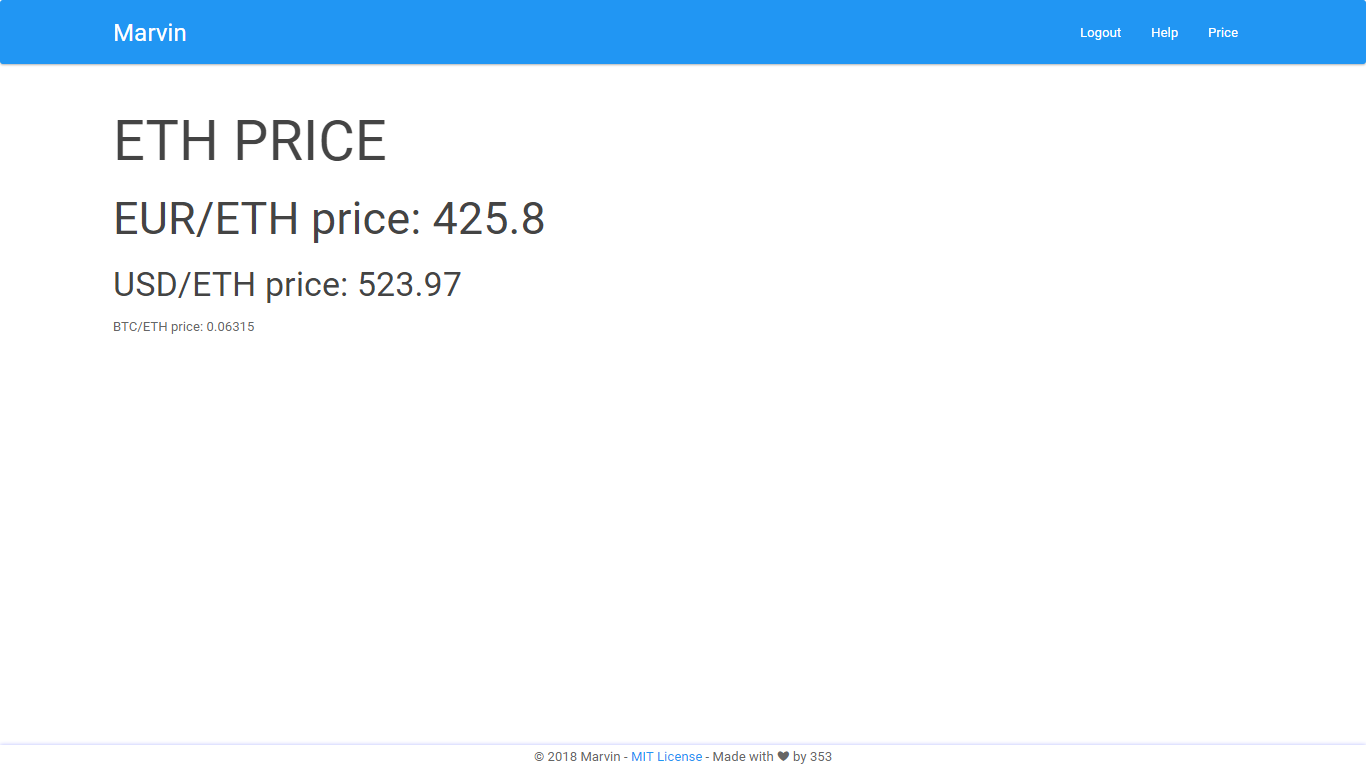 Marvin
Logout Help Price
ETH PRICE
EUR/ETH price: 425.8
USD/ETH price: 523.97
BTC/ETH price: 0.06315
© 2018 Marvin - MIT License - Made with ❤ by 353